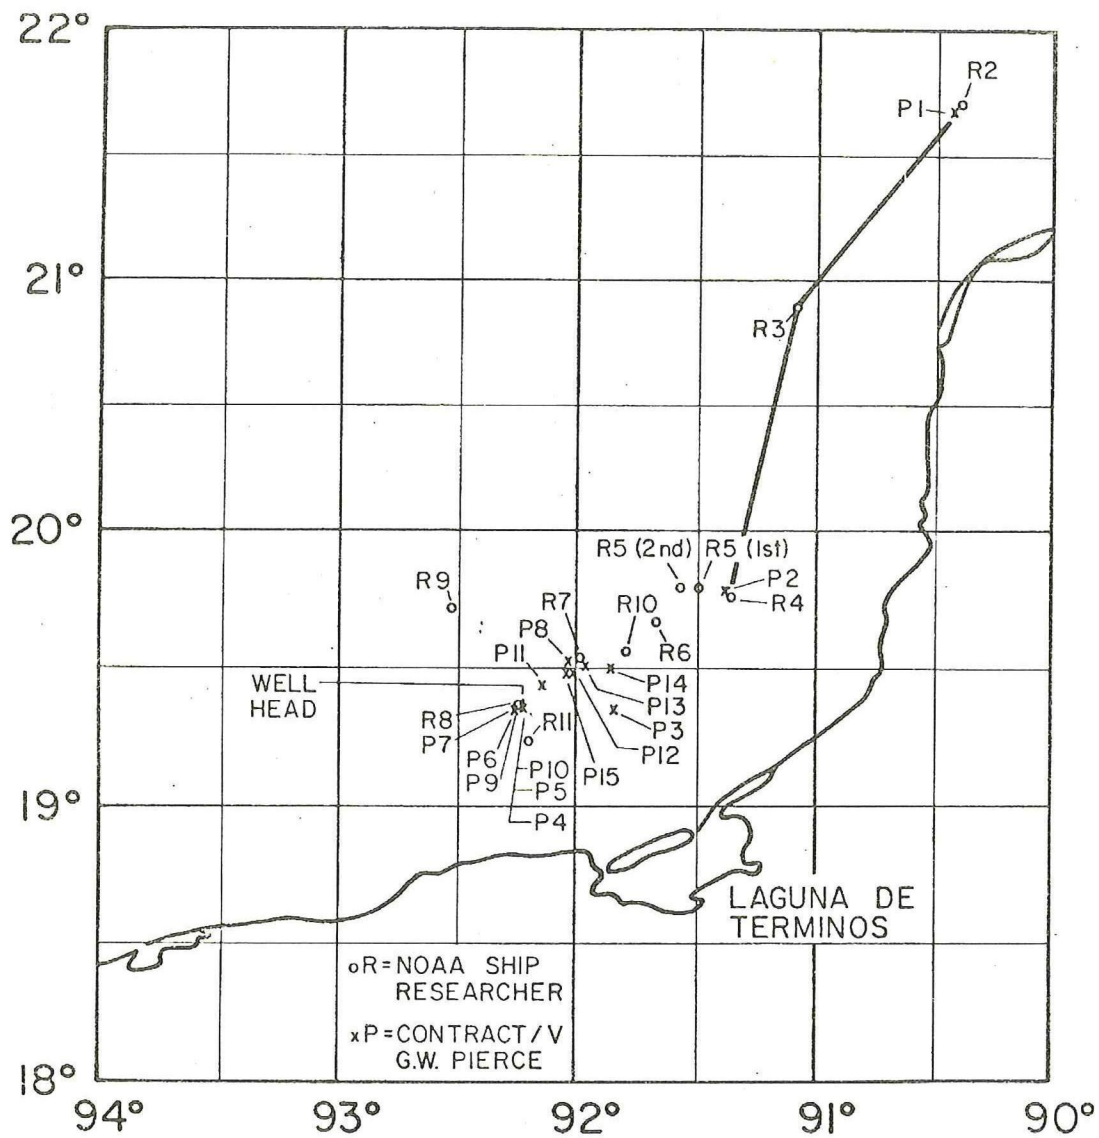 22°
R2
P1
21°
R3
20°
R5 (2nd)
R5 (1st)
P2
R4
R9
R7
R10
P8
R6
P11
P14
WELL
HEAD
P13
R8
R11
P3
P7
P12
P6
P10
P15
P9
P5
P4
19°
LAGUNA DE
TERMINOS
oR=NOAA SHIP
RESEARCHER
xP=CONTRACT/V
G.W. PIERCE
18°
94° 93° 92° 91° 90°